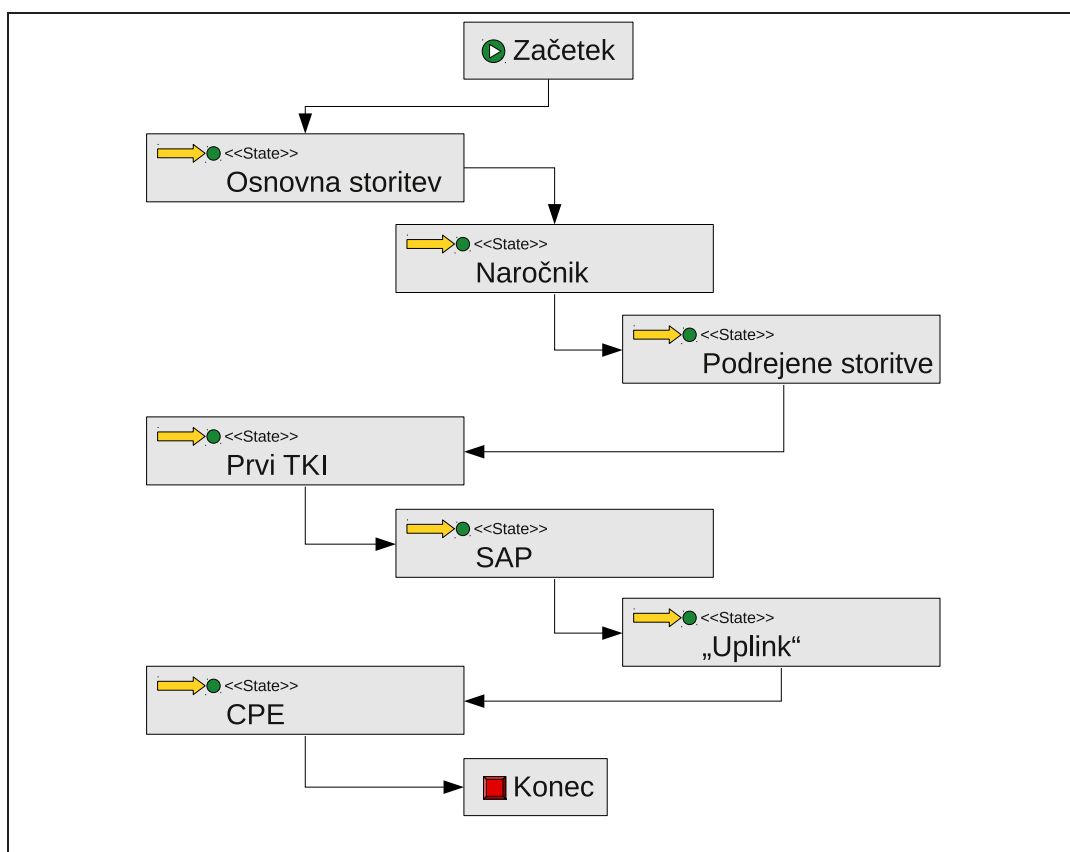 Začetek
<<State>>
Osnovna storitev
<<State>>
Naročnik
<<State>>
Podrejene storitve
<<State>>
Prvi TKI
<<State>>
SAP
<<State>>
„Uplink“
<<State>>
CPE
Konec